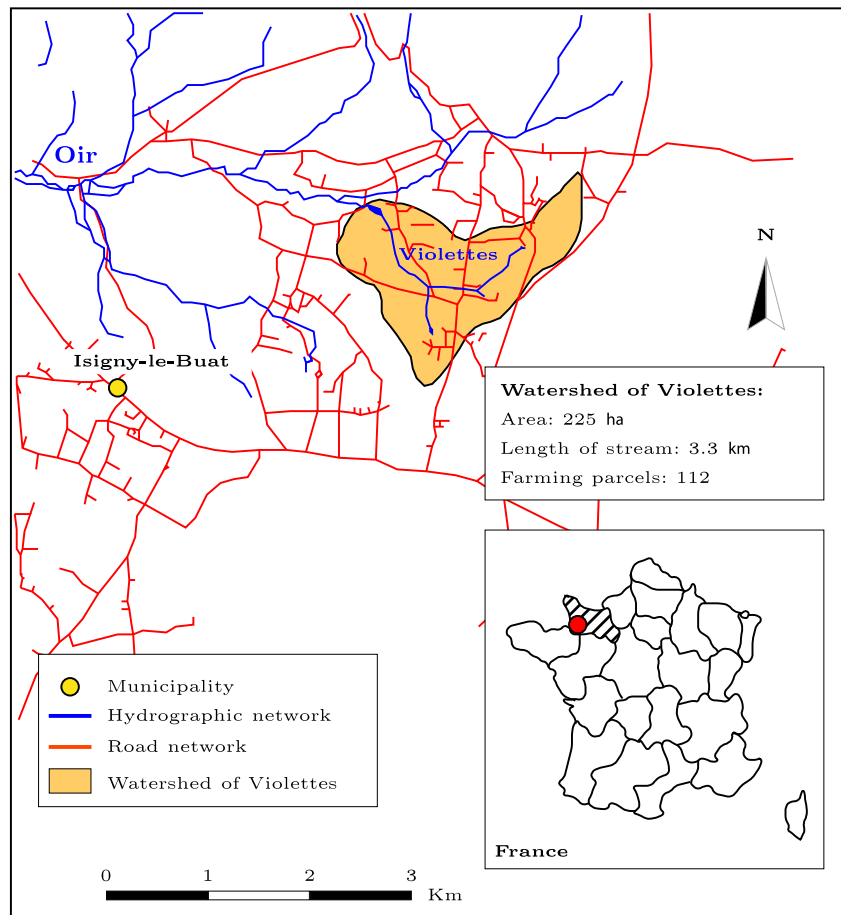 Oir
Violettes
N
Isigny-le-Buat
Watershed of Violettes:
Area: 225 ha
Length of stream: 3.3 km
Farming parcels: 112
Municipality
Hydrographic network
Road network
Watershed of Violettes
France
0 1 2 3 Km